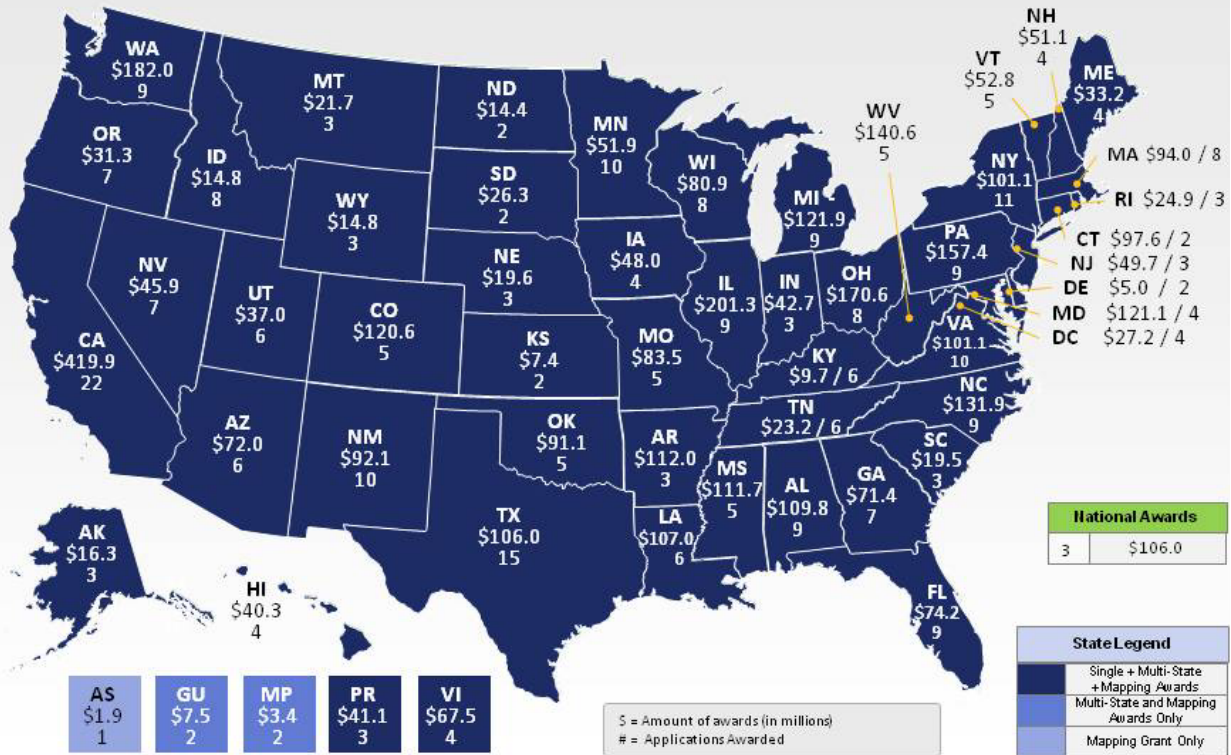 NH
$51.1
4
VT
$52.8
5
ME
$33.2
4
WA
$182.0
9
MT
$21.7
3
ND
$14.4
2
MN
$51.9
10
WV
$140.6
5
OR
$31.3
7
ID
$14.8
8
SD
$26.3
2
WI
$80.9
8
MI
$121.9
9
NY
$101.1
11
MA $94.0 / 8
RI $24.9 / 3
CT $97.6 / 2
NJ $49.7 / 3
DE $5.0 / 2
MD $121.1 / 4
DC $27.2 / 4
WY
$14.8
3
IA
$48.0
4
PA
$157.4
9
NE
$19.6
3
NV
$45.9
7
UT
$37.0
6
CO
$120.6
5
IL
$201.3
9
IN
$42.7
3
OH
$170.6
8
VA
$101.1
10
CA
$419.9
22
KS
$7.4
2
MO
$83.5
5
KY
$9.7 / 6
NC
$131.9
9
TN
$23.2 / 6
AZ
$72.0
6
NM
$92.1
10
OK
$91.1
5
AR
$112.0
3
SC
$19.5
3
MS
$111.7
5
AL
$109.8
9
GA
$71.4
7
TX
$106.0
15
LA
$107.0
6
AK
$16.3
3
HI
$40.3
4
FL
$74.2
9
National Awards
3 $106.0
AS
$1.9
1
GU
$7.5
2
MP
$3.4
2
PR
$41.1
3
VI
$67.5
4
$ = Amount of awards (in millions)
# = Applications Awarded
State Legend
Single + Multi-State
+Mapping Awards
Multi-State and Mapping
Awards Only
Mapping Grant Only